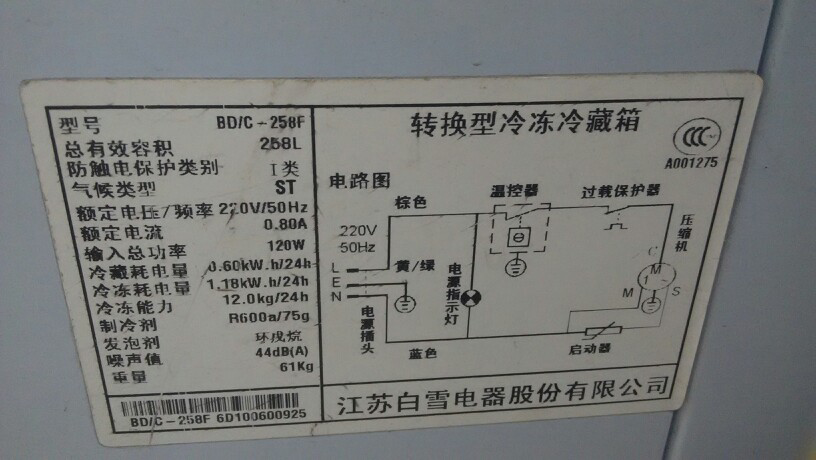 型号 BD/C-258F
总有效容积 258L
防触电保护类别 I类
气候类型 ST
额定电压/频率 220V/50Hz
额定电流 0.80A
输入总功率 120W
冷藏耗电量 0.60kW.h/24h
冷冻耗电量 1.18kW.h/24h
冷冻能力 12.0kg/24h
制冷剂 R600a/75g
发泡剂 环戊烷
噪声值 44dB(A)
重量 61Kg
BD/C-258F 6D100600925
转换型冷冻冷藏箱
CCC
A001275
电路图
棕色
温控器
过载保护器
压缩机
220V
50Hz
L
E
N
黄/绿
电源插头
蓝色
电源指示灯
启动器
C
M
1
M
S
江苏白雪电器股份有限公司